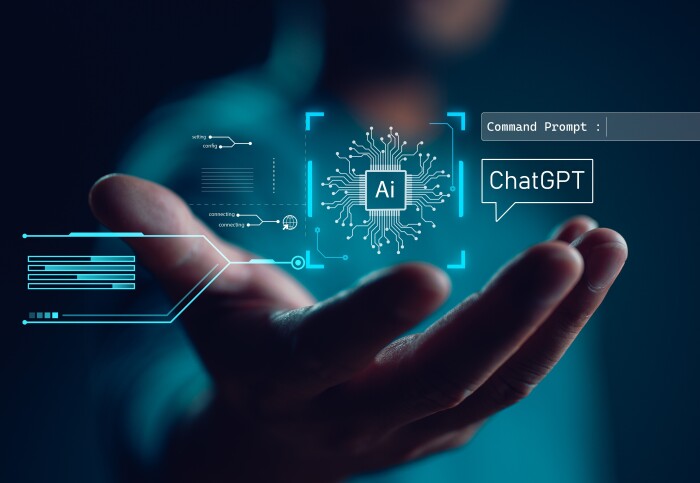 Command Prompt :
setting
config
Ai
ChatGPT
connecting
connecting